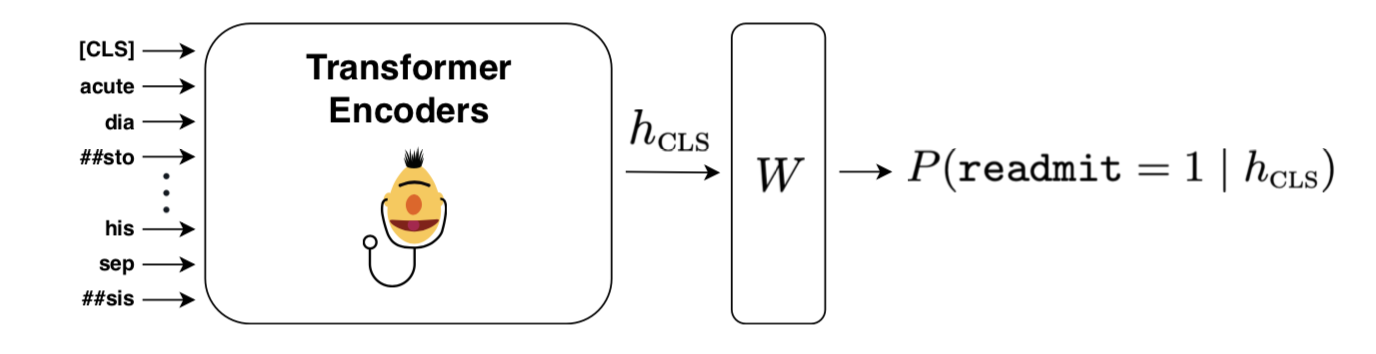 [CLS]
acute
dia
##sto
his
sep
##sis
Transformer
Encoders
h_CLS
W
P(readmit = 1 | h_CLS)